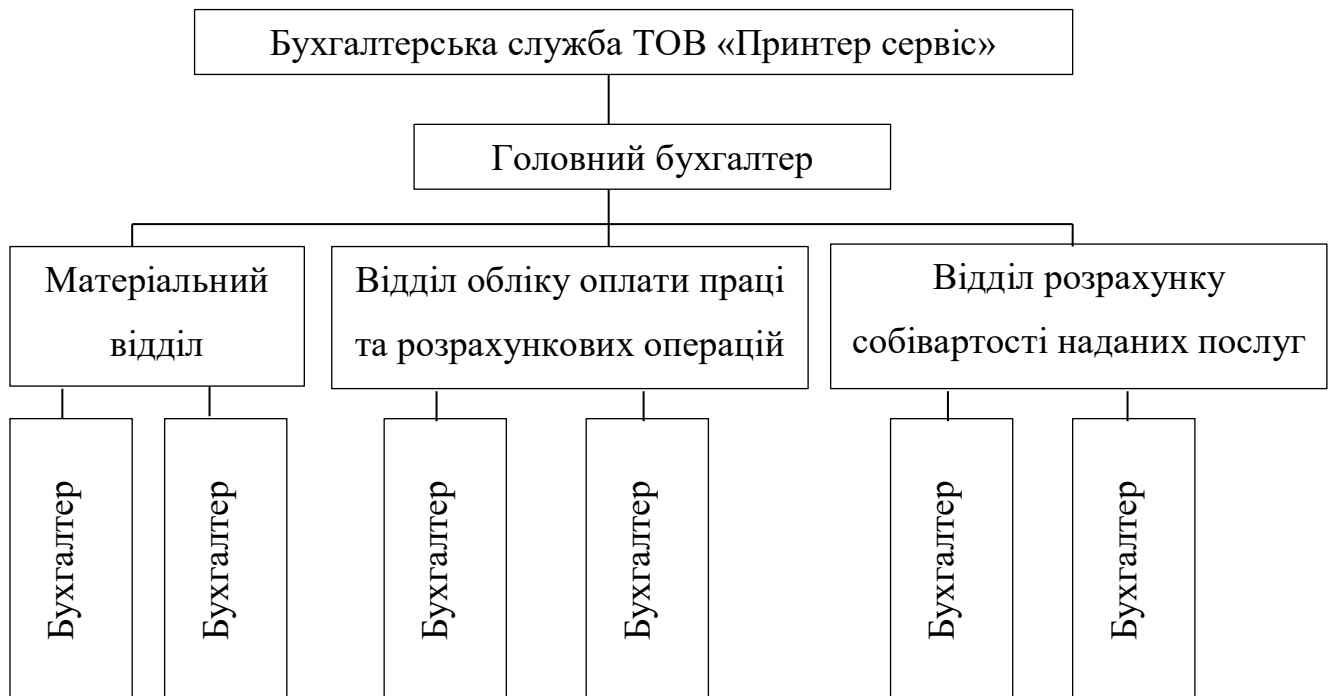 Бухгалтерська служба ТОВ «Принтер сервіс»
Головний бухгалтер
Матеріальний
відділ
Відділ обліку оплати праці
та розрахункових операцій
Відділ розрахунку
собівартості наданих послуг
Бухгалтер
Бухгалтер
Бухгалтер
Бухгалтер
Бухгалтер
Бухгалтер